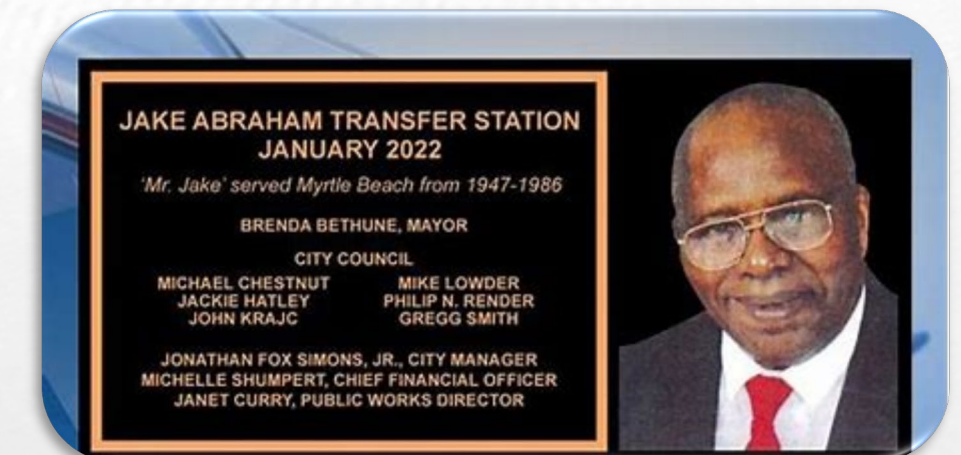 JAKE ABRAHAM TRANSFER STATION
JANUARY 2022
'Mr. Jake' served Myrtle Beach from 1947-1986
BRENDA BETHUNE, MAYOR
CITY COUNCIL
MICHAEL CHESTNUT MIKE LOWDER
JACKIE HATLEY PHILIP N. RENDER
JOHN KRAJC GREGG SMITH
JONATHAN FOX SIMONS, JR., CITY MANAGER
MICHELLE SHUMPERT, CHIEF FINANCIAL OFFICER
JANET CURRY, PUBLIC WORKS DIRECTOR